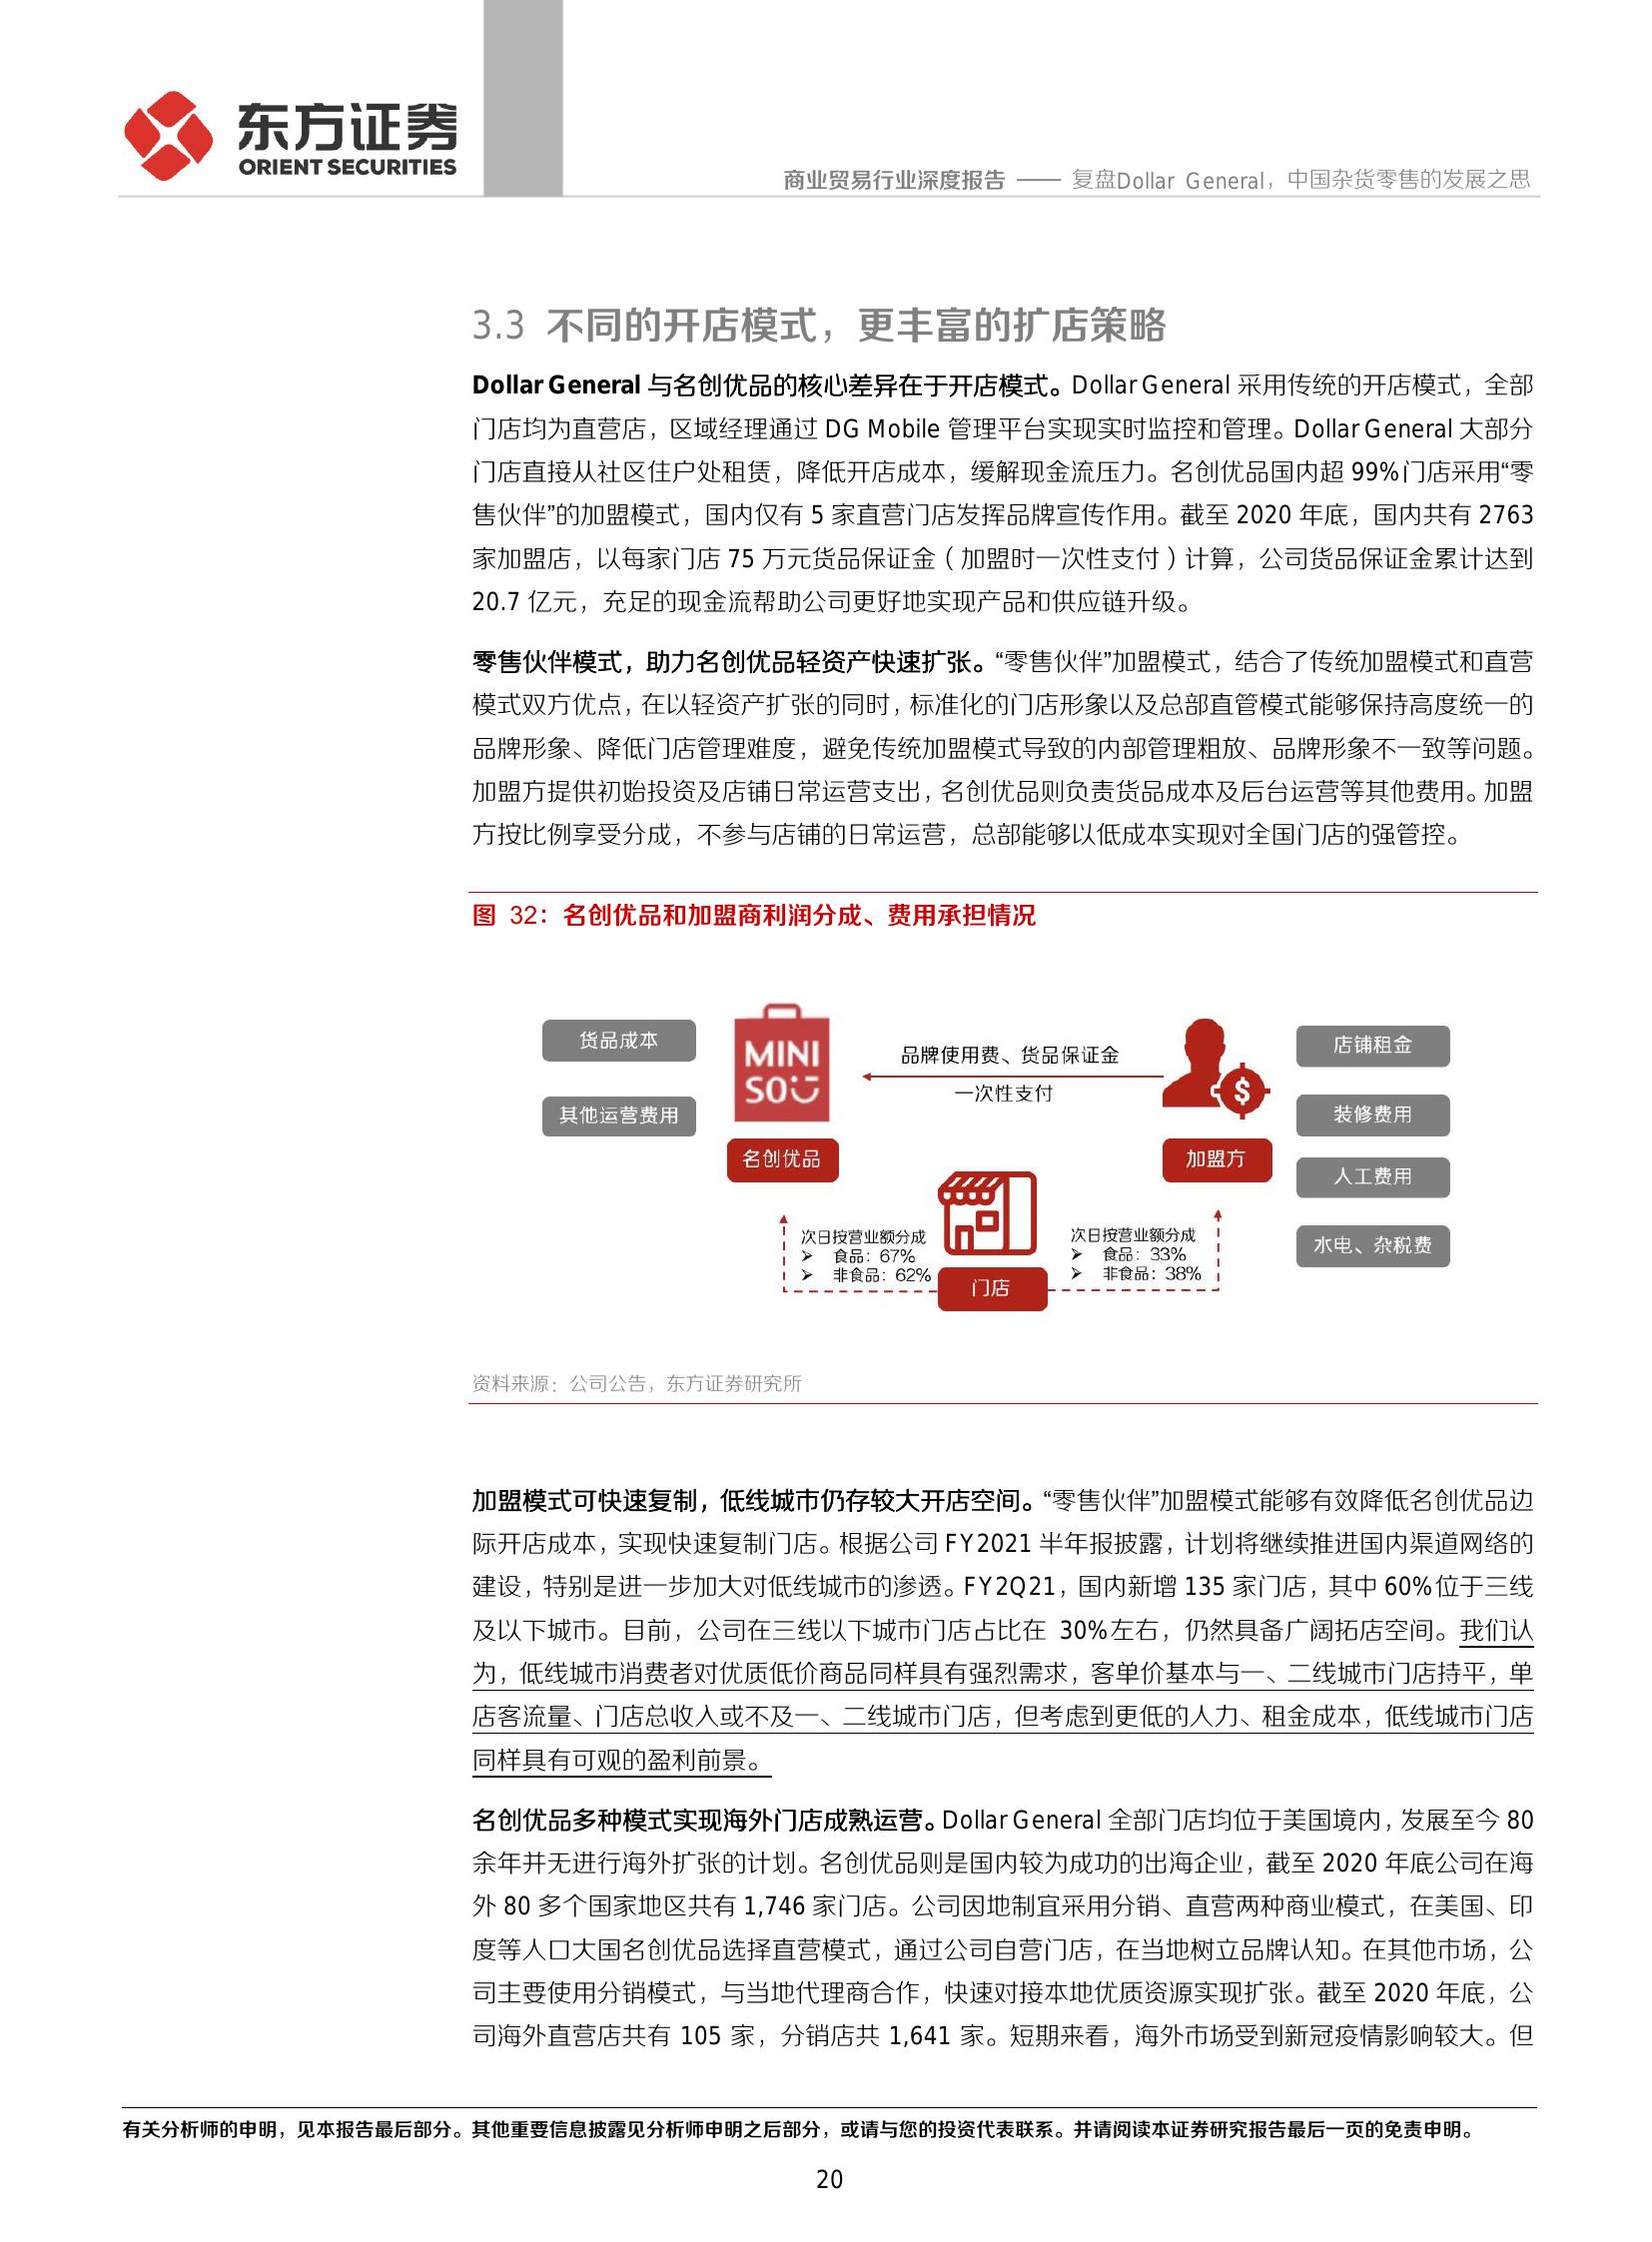 东方证券
ORIENT SECURITIES
商业贸易行业深度报告 —— 复盘Dollar General，中国杂货零售的发展之思
3.3 不同的开店模式，更丰富的扩店策略
Dollar General 与名创优品的核心差异在于开店模式。Dollar General 采用传统的开店模式，全部
门店均为直营店，区域经理通过 DG Mobile 管理平台实现实时监控和管理。Dollar General 大部分
门店直接从社区住户处租赁，降低开店成本，缓解现金流压力。名创优品国内超 99%门店采用“零
售伙伴”的加盟模式，国内仅有 5 家直营门店发挥品牌宣传作用。截至 2020 年底，国内共有 2763
家加盟店，以每家门店 75 万元货品保证金（加盟时一次性支付）计算，公司货品保证金累计达到
20.7 亿元，充足的现金流帮助公司更好地实现产品和供应链升级。
零售伙伴模式，助力名创优品轻资产快速扩张。“零售伙伴”加盟模式，结合了传统加盟模式和直营
模式双方优点，在以轻资产扩张的同时，标准化的门店形象以及总部直管模式能够保持高度统一的
品牌形象、降低门店管理难度，避免传统加盟模式导致的内部管理粗放、品牌形象不一致等问题。
加盟方提供初始投资及店铺日常运营支出，名创优品则负责货品成本及后台运营等其他费用。加盟
方按比例享受分成，不参与店铺的日常运营，总部能够以低成本实现对全国门店的强管控。
图 32：名创优品和加盟商利润分成、费用承担情况
货品成本
其他运营费用
MINI
SO
名创优品
品牌使用费、货品保证金
一次性支付
$
加盟方
店铺租金
装修费用
人工费用
水电、杂税费
次日按营业额分成
➢ 食品：67%
➢ 非食品：62%
门店
次日按营业额分成
➢ 食品：33%
➢ 非食品：38%
资料来源：公司公告，东方证券研究所
加盟模式可快速复制，低线城市仍存较大开店空间。“零售伙伴”加盟模式能够有效降低名创优品边
际开店成本，实现快速复制门店。根据公司 FY2021 半年报披露，计划将继续推进国内渠道网络的
建设，特别是进一步加大对低线城市的渗透。FY2Q21，国内新增 135 家门店，其中 60%位于三线
及以下城市。目前，公司在三线以下城市门店占比在 30%左右，仍然具备广阔拓店空间。我们认
为，低线城市消费者对优质低价商品同样具有强烈需求，客单价基本与一、二线城市门店持平，单
店客流量、门店总收入或不及一、二线城市门店，但考虑到更低的人力、租金成本，低线城市门店
同样具有可观的盈利前景。
名创优品多种模式实现海外门店成熟运营。Dollar General 全部门店均位于美国境内，发展至今 80
余年并无进行海外扩张的计划。名创优品则是国内较为成功的出海企业，截至 2020 年底公司在海
外 80 多个国家地区共有 1,746 家门店。公司因地制宜采用分销、直营两种商业模式，在美国、印
度等人口大国名创优品选择直营模式，通过公司自营门店，在当地树立品牌认知。在其他市场，公
司主要使用分销模式，与当地代理商合作，快速对接本地优质资源实现扩张。截至 2020 年底，公
司海外直营店共有 105 家，分销店共 1,641 家。短期来看，海外市场受到新冠疫情影响较大。但
有关分析师的申明，见本报告最后部分。其他重要信息披露见分析师申明之后部分，或请与您的投资代表联系。并请阅读本证券研究报告最后一页的免责申明。
20